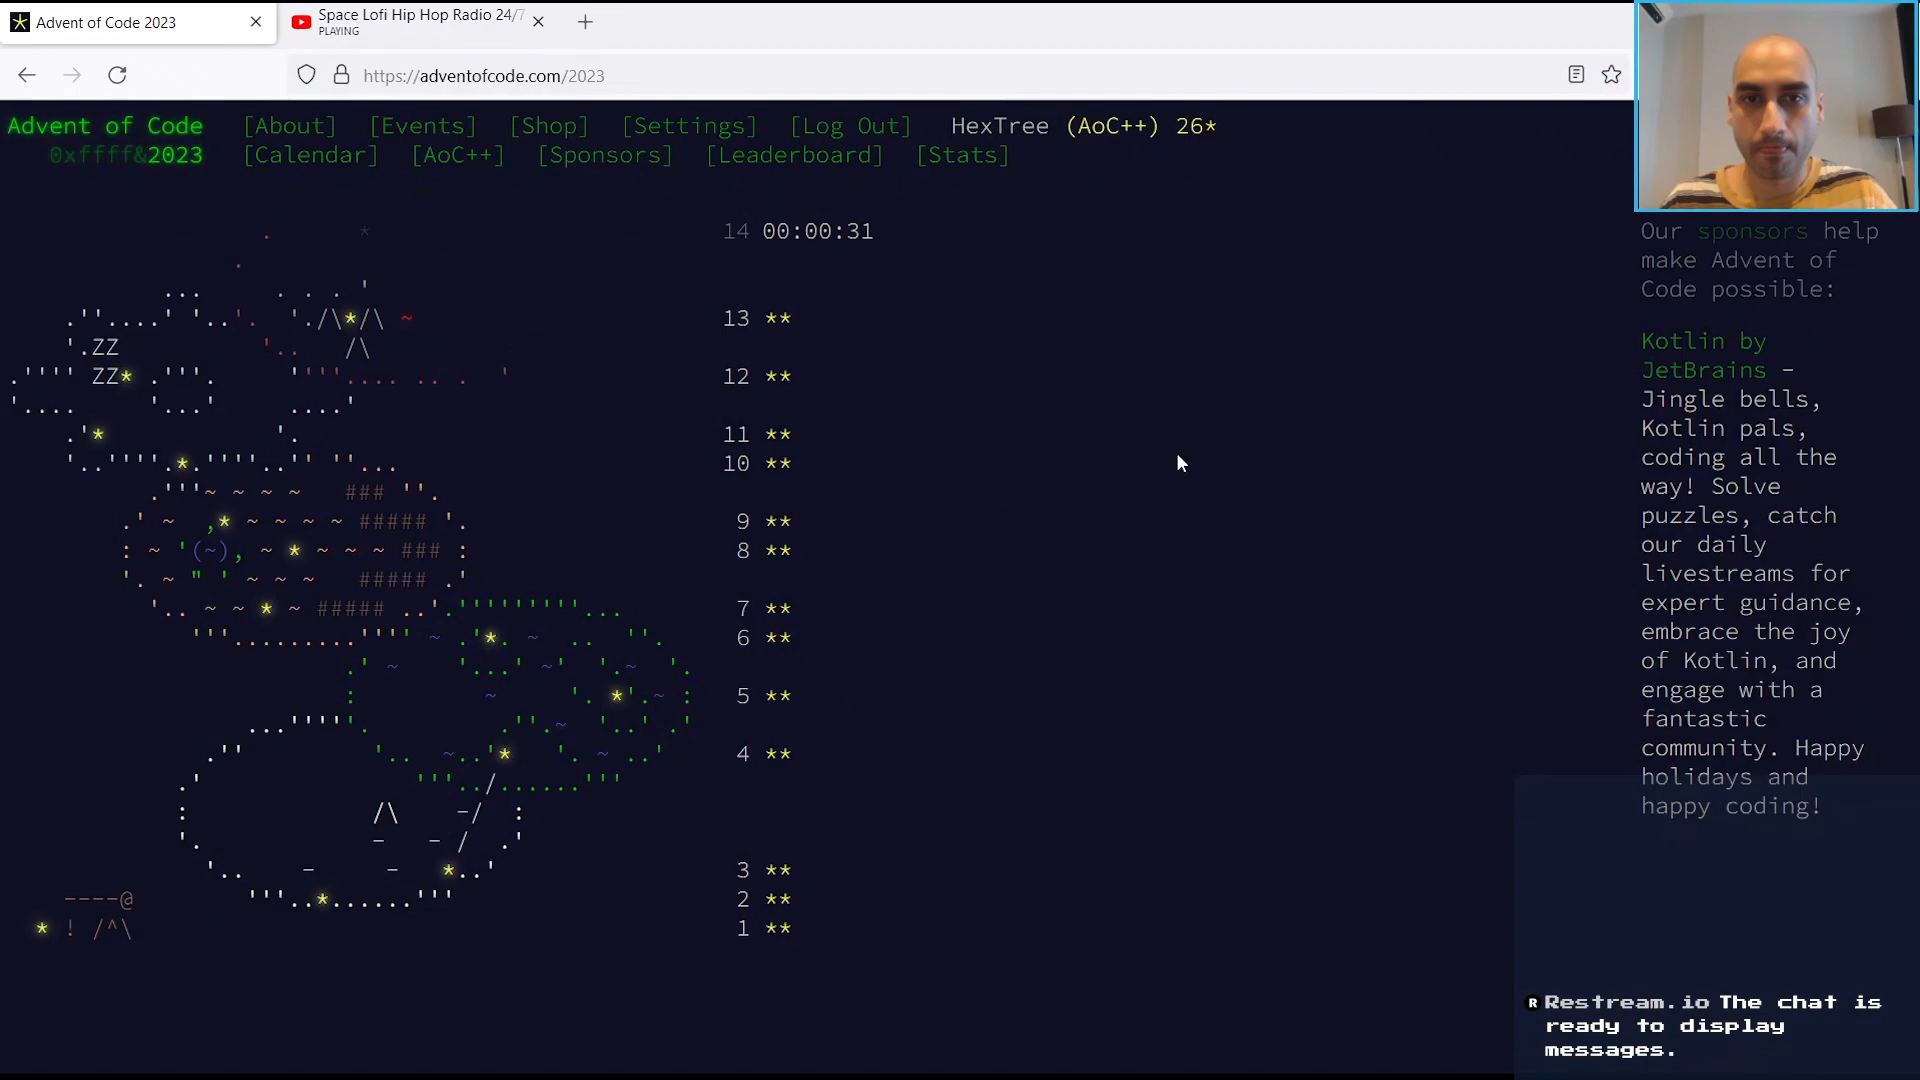 Advent of Code 2023
Space Lofi Hip Hop Radio 24/7
PLAYING
https://adventofcode.com/2023
Advent of Code [About] [Events] [Shop] [Settings] [Log Out] HexTree (AoC++) 26*
0xffff&2023 [Calendar] [AoC++] [Sponsors] [Leaderboard] [Stats]
14 00:00:31
13 **
ZZ
ZZ* 12 **
11 **
10 **
9 **
8 **
7 **
6 **
5 **
4 **
3 **
2 **
1 **
Our sponsors help
make Advent of
Code possible:
Kotlin by
JetBrains -
Jingle bells,
Kotlin pals,
coding all the
way! Solve
puzzles, catch
our daily
livestreams for
expert guidance,
embrace the joy
of Kotlin, and
engage with a
fantastic
community. Happy
holidays and
happy coding!
Restream.io The chat is
ready to display
messages.